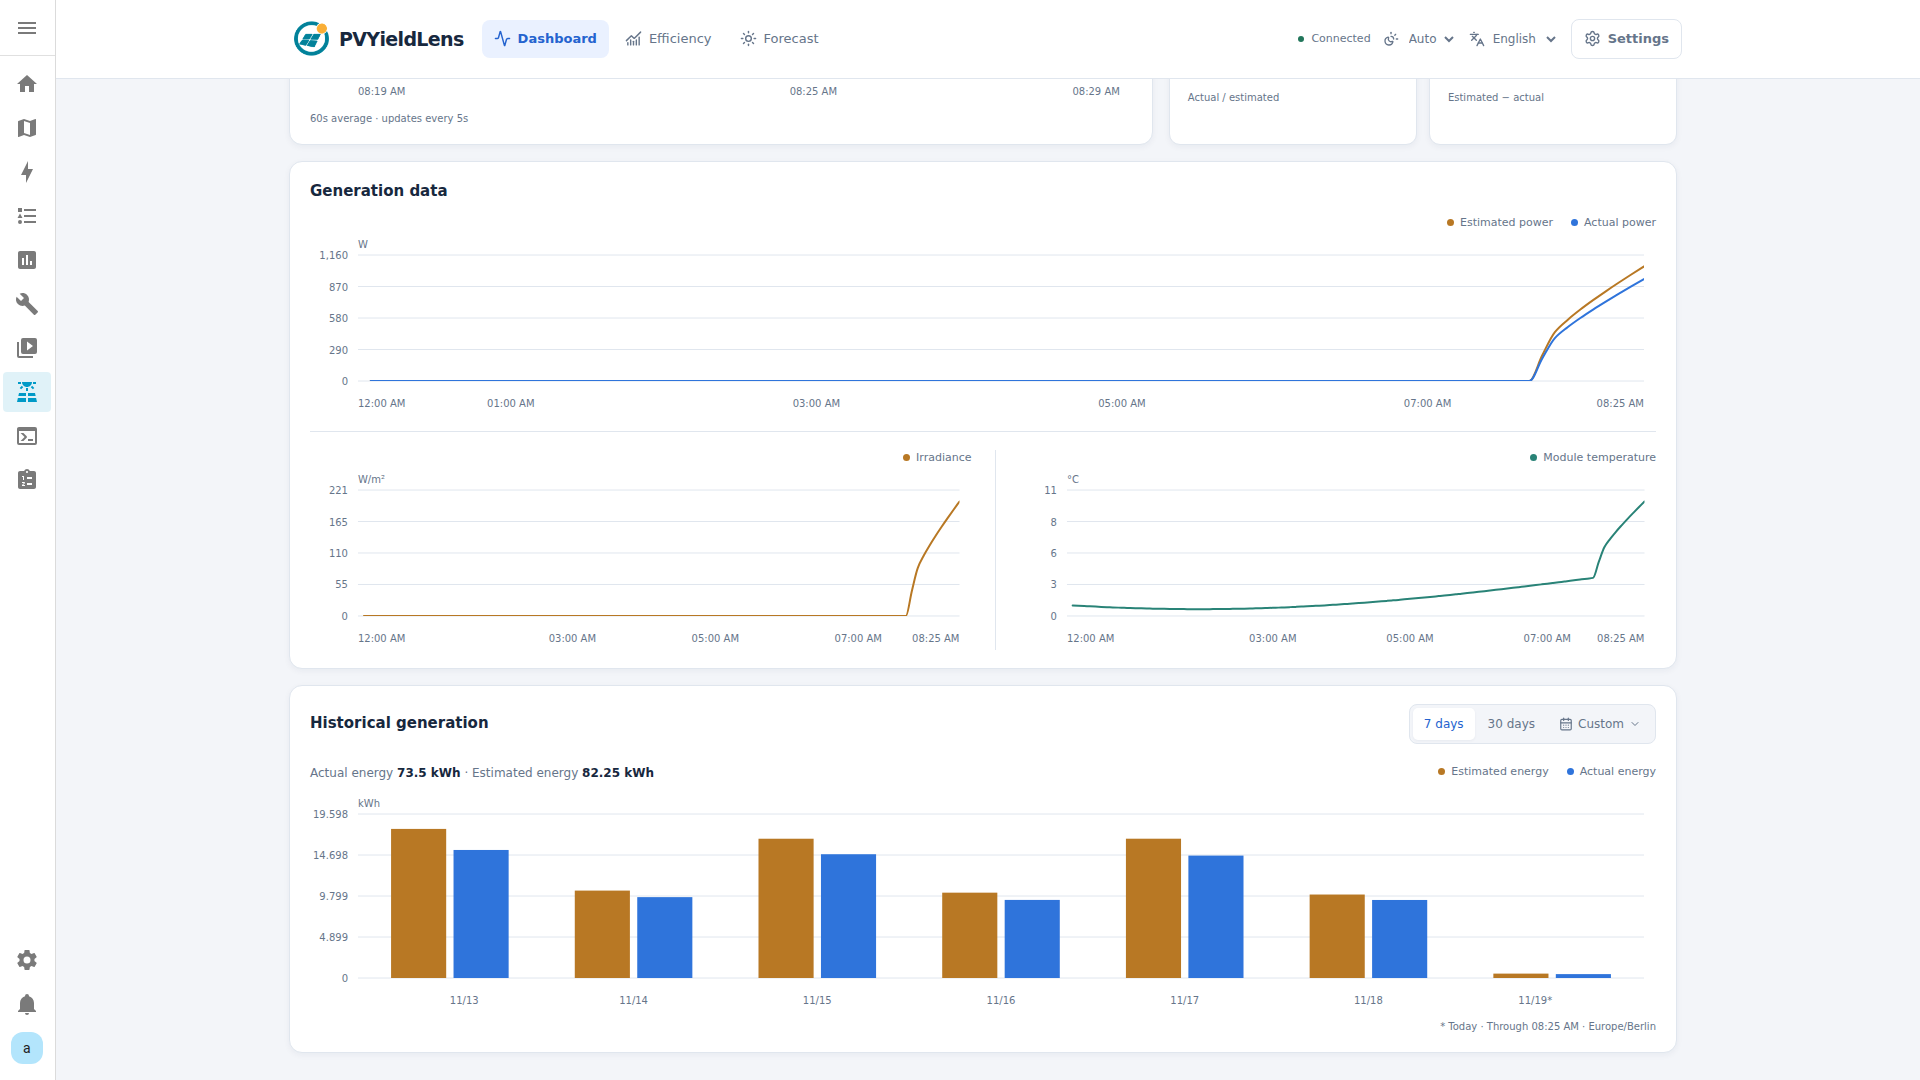 PVYieldLens
Dashboard
Efficiency
Forecast
Connected
Auto
English
Settings
08:19 AM
08:25 AM
08:29 AM
60s average · updates every 5s
Actual / estimated
Estimated − actual
Generation data
Estimated power
Actual power
W
1,160
870
580
290
0
12:00 AM
01:00 AM
03:00 AM
05:00 AM
07:00 AM
08:25 AM
Irradiance
W/m²
221
165
110
55
0
12:00 AM
03:00 AM
05:00 AM
07:00 AM
08:25 AM
Module temperature
°C
11
8
6
3
0
12:00 AM
03:00 AM
05:00 AM
07:00 AM
08:25 AM
Historical generation
7 days
30 days
Custom
Actual energy 73.5 kWh · Estimated energy 82.25 kWh
Estimated energy
Actual energy
kWh
19.598
14.698
9.799
4.899
0
11/13
11/14
11/15
11/16
11/17
11/18
11/19*
* Today · Through 08:25 AM · Europe/Berlin
a